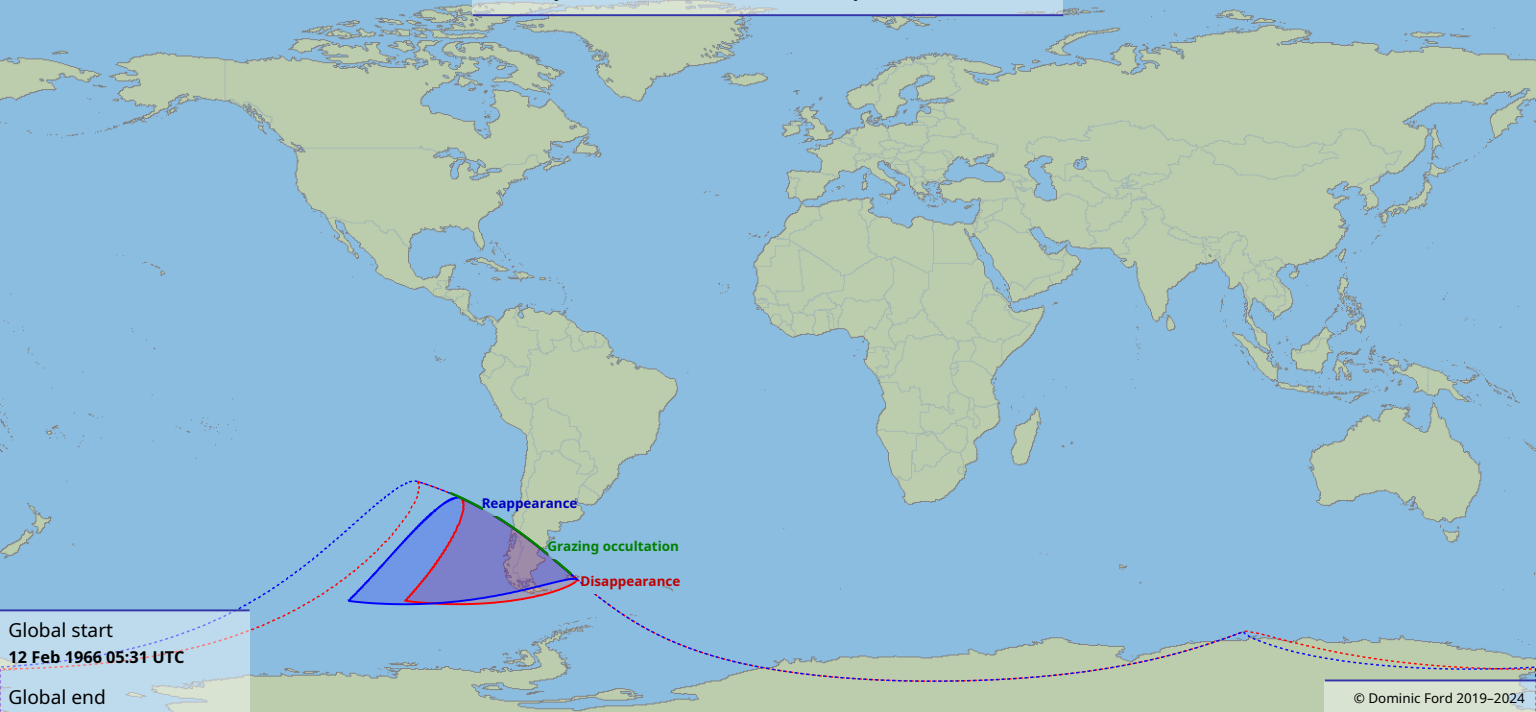 Reappearance
Grazing occultation
Disappearance
Global start
12 Feb 1966 05:31 UTC
Global end
© Dominic Ford 2019–2024